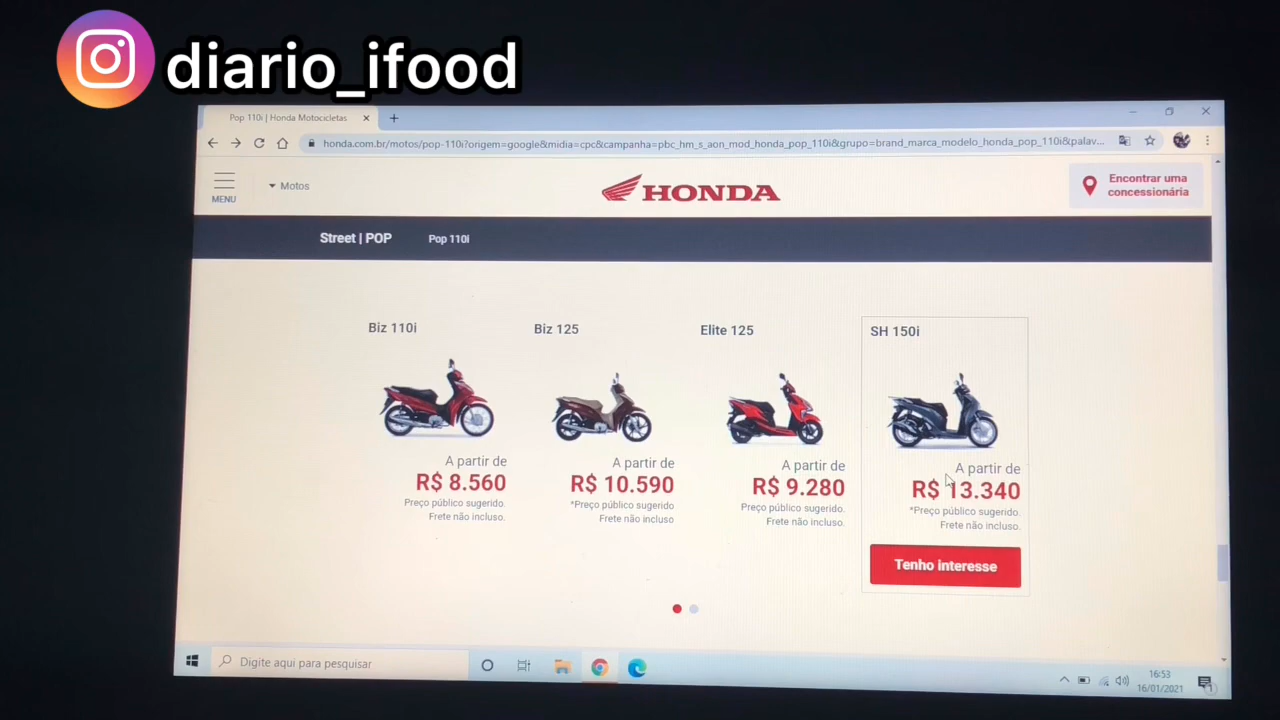 diario_ifood
Pop 110i | Honda Motocicletas
honda.com.br/motos/pop-110i?origem=google&midia=cpc&campanha=pbc_hm_s_aon_mod_honda_pop_110i&grupo=brand_marca_modelo_honda_pop_110i&palav...
MENU
Motos
HONDA
Encontrar uma
concessionária
Street | POP
Pop 110i
Biz 110i
Biz 125
Elite 125
SH 150i
A partir de
R$ 8.560
Preço público sugerido.
Frete não incluso.
A partir de
R$ 10.590
*Preço público sugerido
Frete não incluso
A partir de
R$ 9.280
Preço público sugerido.
Frete não incluso.
A partir de
R$ 13.340
*Preço público sugerido.
Frete não incluso.
Tenho interesse
Digite aqui para pesquisar
16:53
16/01/2021
1